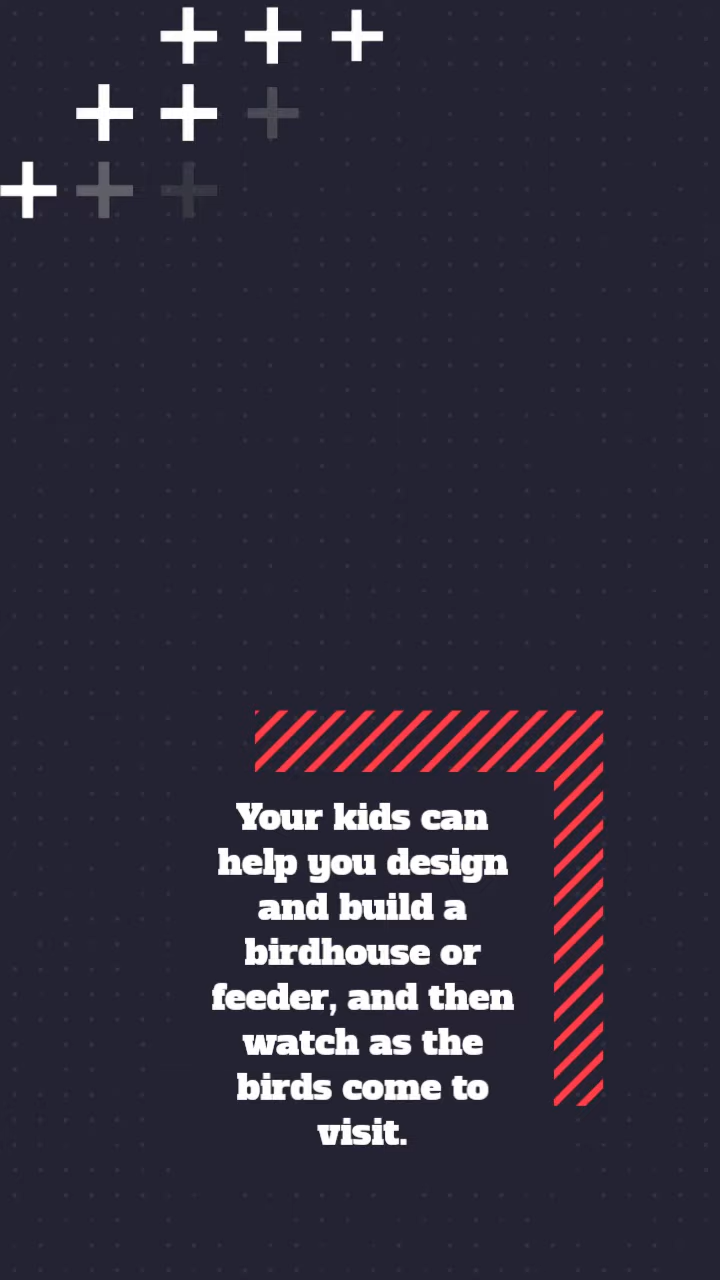 Your kids can
help you design
and build a
birdhouse or
feeder, and then
watch as the
birds come to
visit.